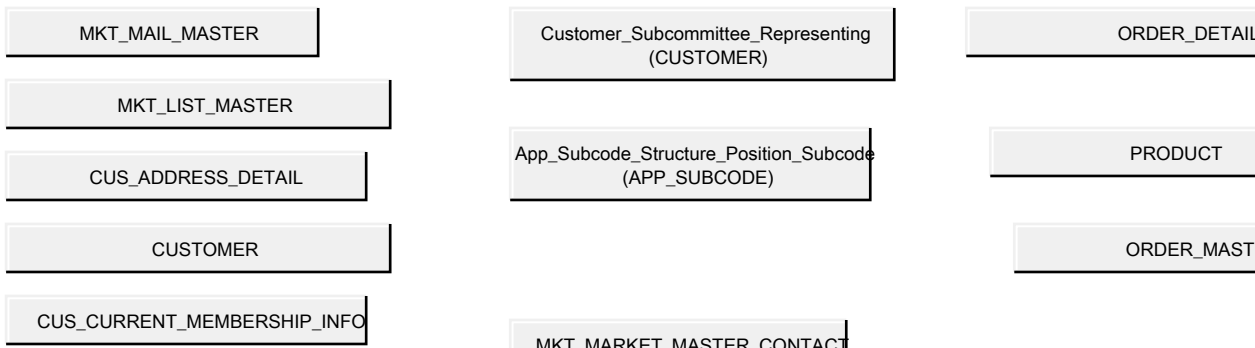 MKT_MAIL_MASTER
MKT_LIST_MASTER
CUS_ADDRESS_DETAIL
CUSTOMER
CUS_CURRENT_MEMBERSHIP_INFO
Customer_Subcommittee_Representing
(CUSTOMER)
App_Subcode_Structure_Position_Subcode
(APP_SUBCODE)
MKT_MARKET_MASTER_CONTACT
ORDER_DETAIL
PRODUCT
ORDER_MAST